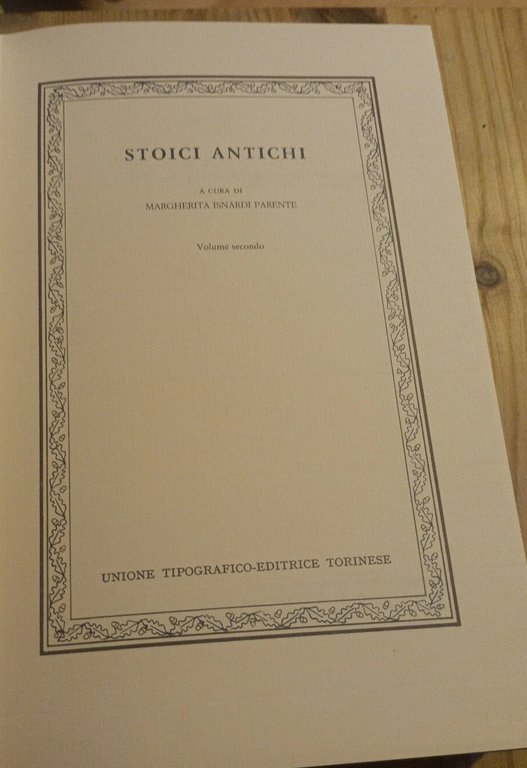 STOICI ANTICHI
A CURA DI
MARGHERITA ISNARDI PARENTE
Volume secondo
UNIONE TIPOGRAFICO-EDITRICE TORINESE